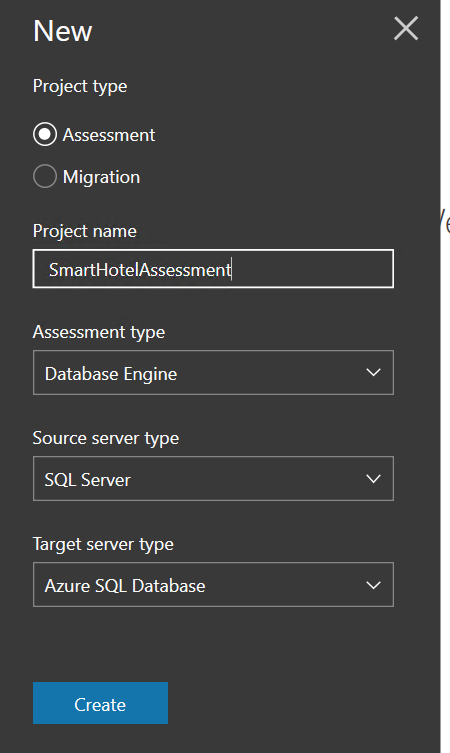 New
Project type
Assessment
Migration
Project name
SmartHotelAssessment
Assessment type
Database Engine
Source server type
SQL Server
Target server type
Azure SQL Database
Create